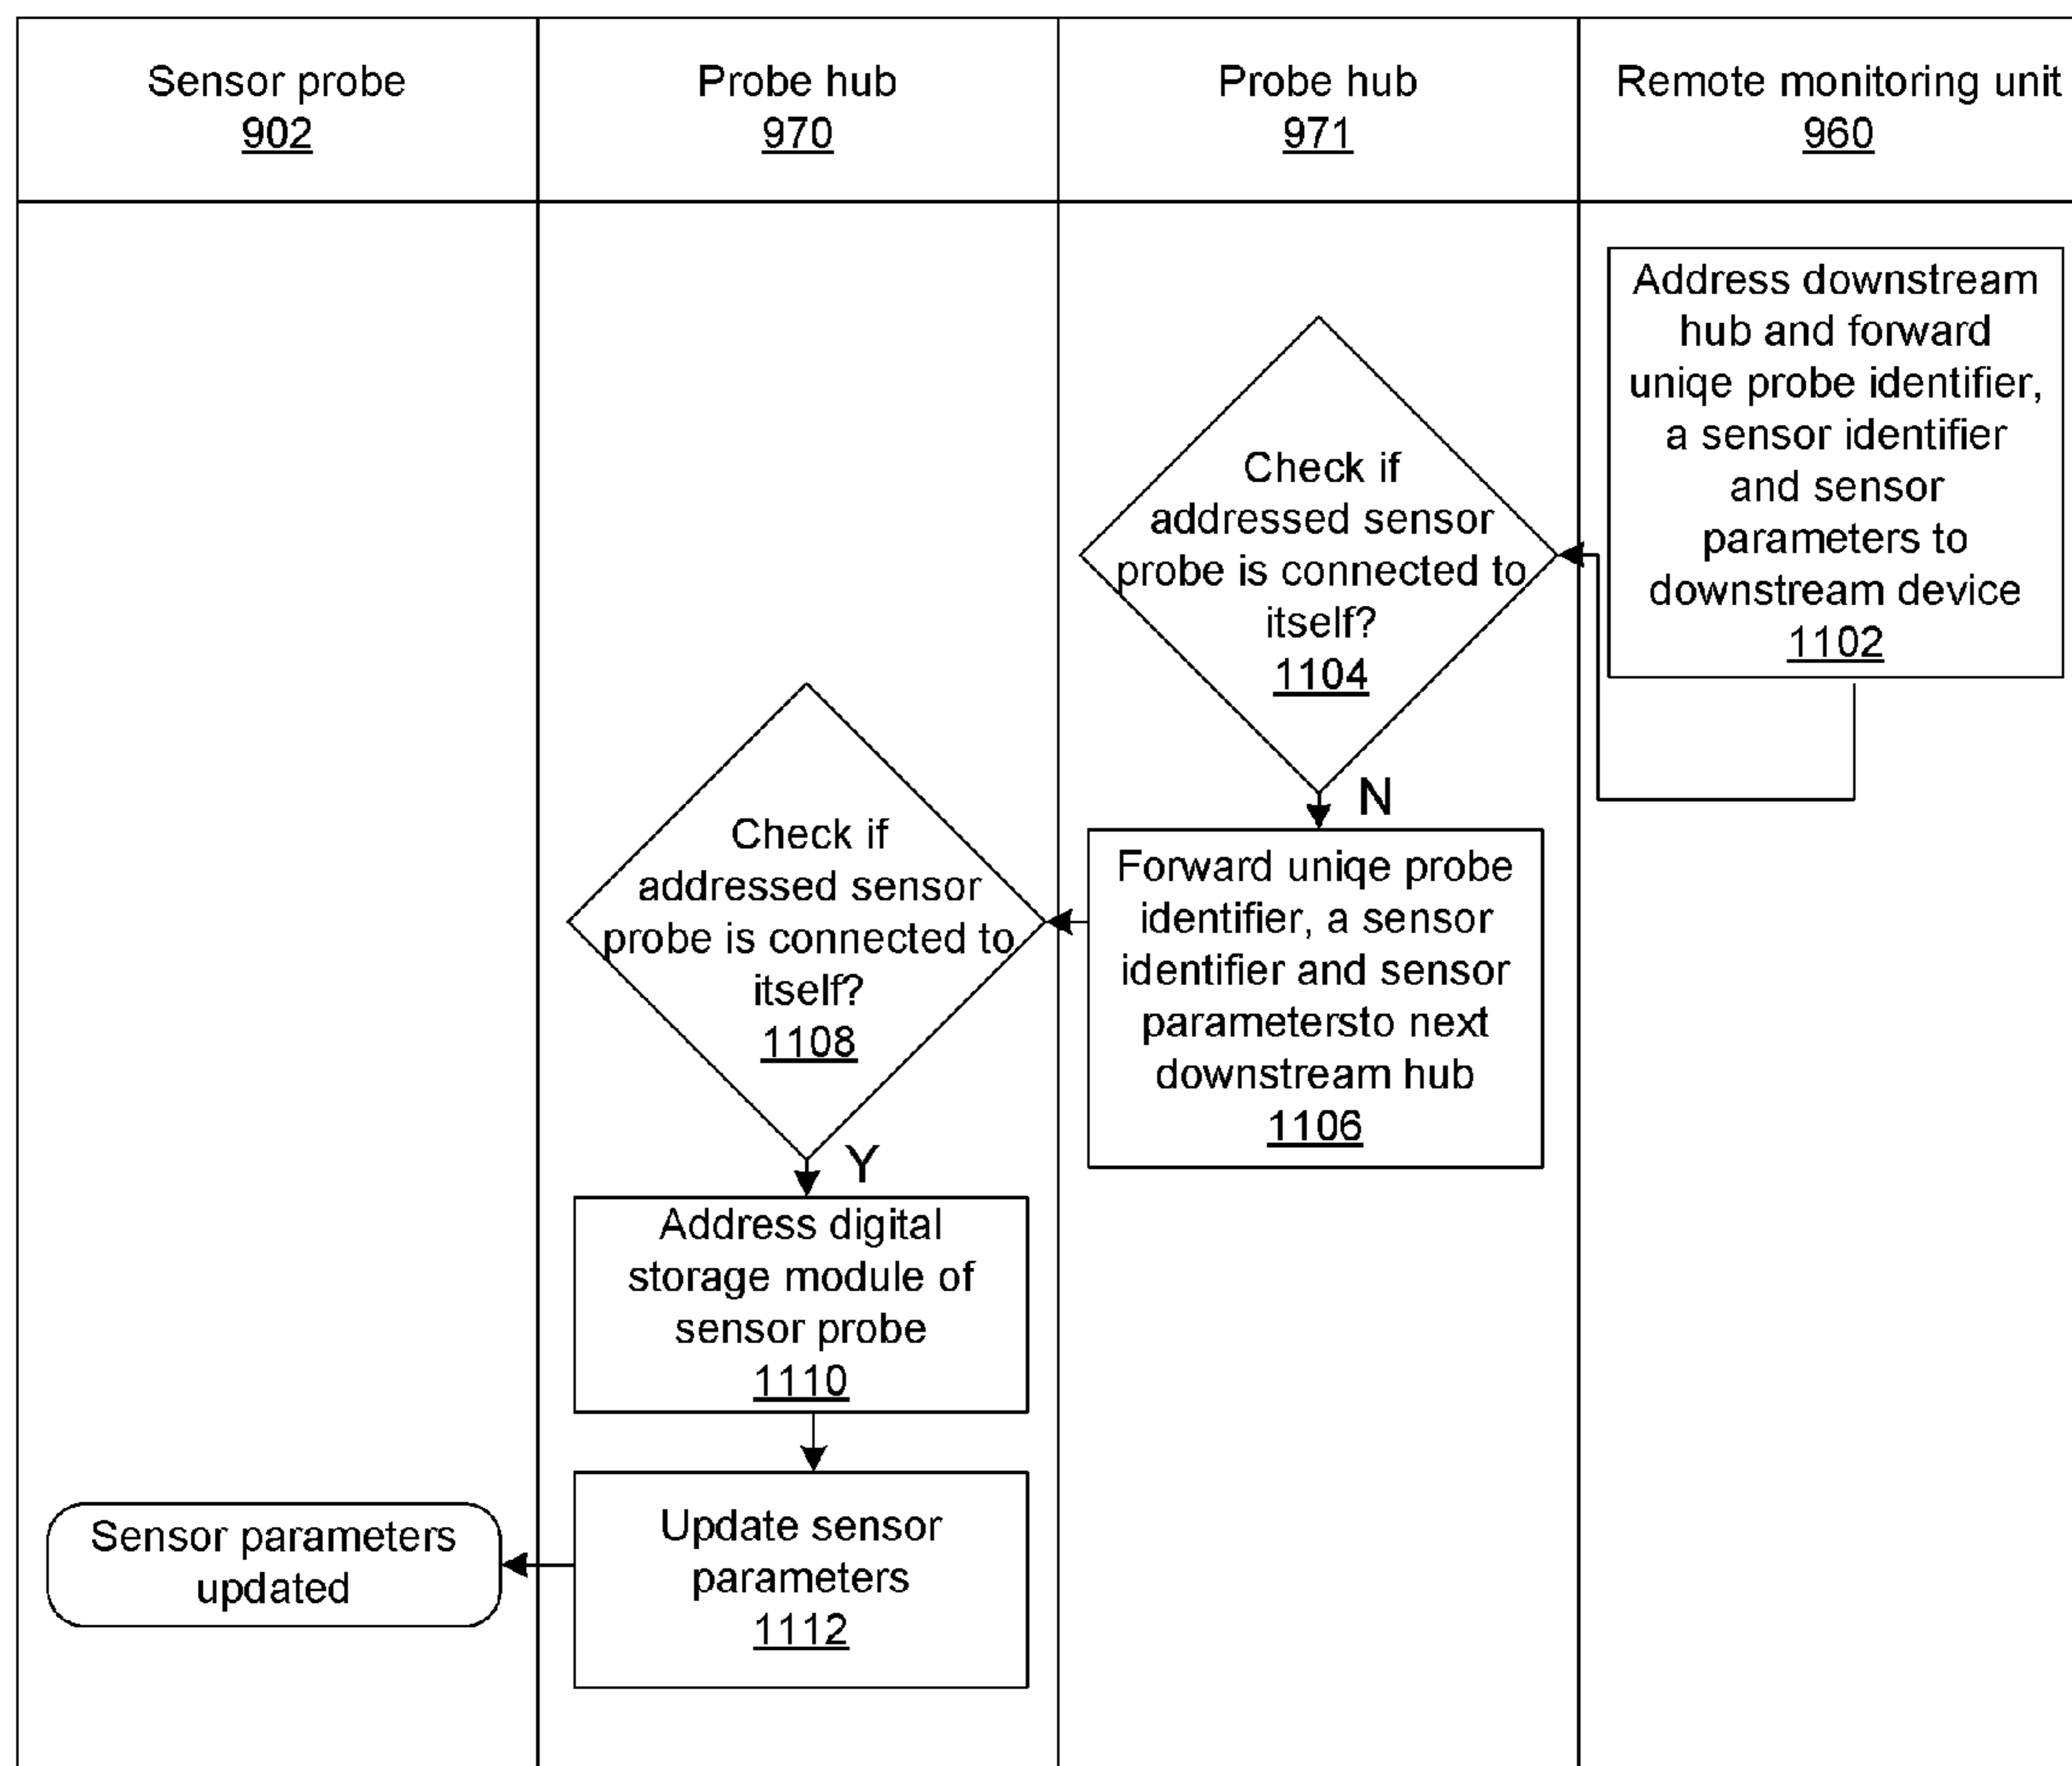 Sensor probe
902
Probe hub
970
Probe hub
971
Remote monitoring unit
960
Address downstream
hub and forward
uniqe probe identifier,
a sensor identifier
and sensor
parameters to
downstream device
1102
Check if
addressed sensor
probe is connected to
itself?
1104
N
Forward uniqe probe
identifier, a sensor
identifier and sensor
parametersto next
downstream hub
1106
Check if
addressed sensor
probe is connected to
itself?
1108
Y
Address digital
storage module of
sensor probe
1110
Update sensor
parameters
1112
Sensor parameters
updated